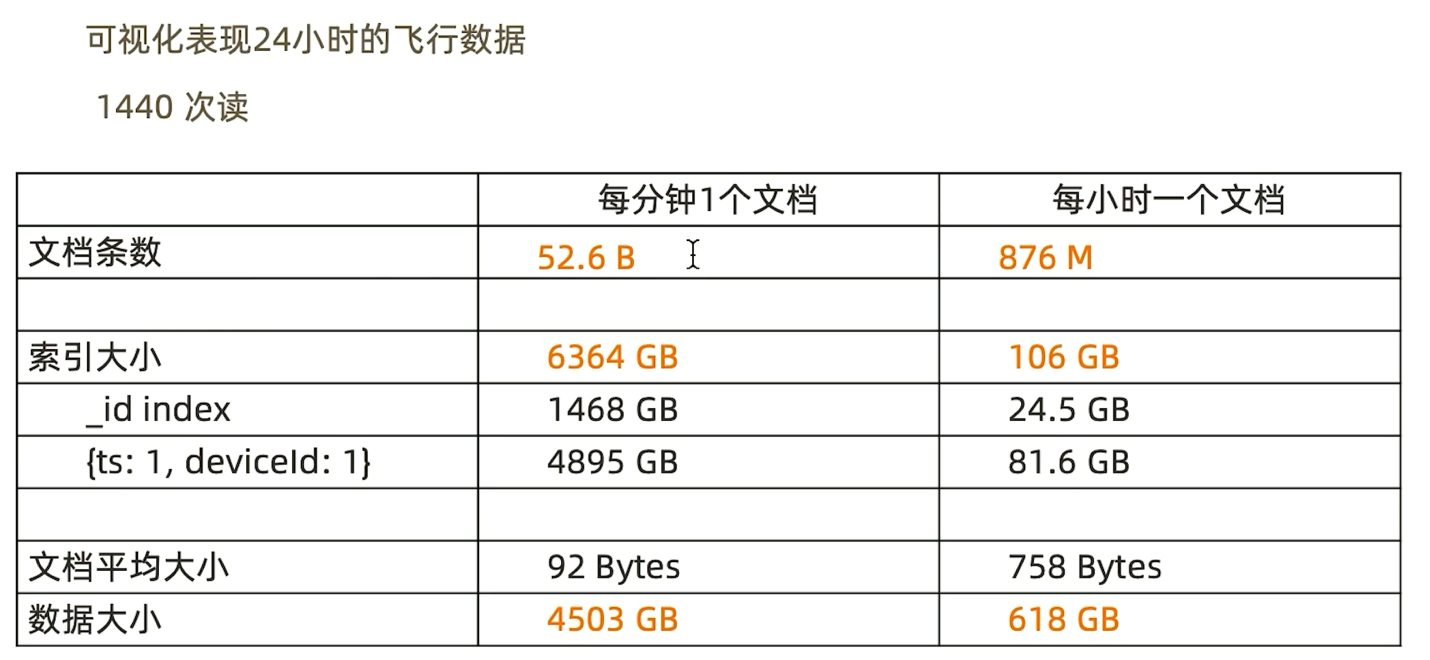 可视化表现24小时的飞行数据
1440 次读
每分钟1个文档 每小时一个文档
文档条数 52.6 B 876 M
索引大小 6364 GB 106 GB
_id index 1468 GB 24.5 GB
{ts: 1, deviceId: 1} 4895 GB 81.6 GB
文档平均大小 92 Bytes 758 Bytes
数据大小 4503 GB 618 GB